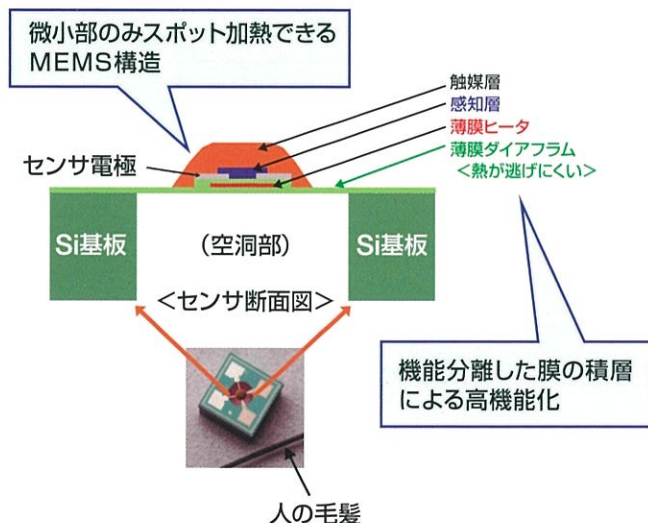 微小部のみスポット加熱できる
MEMS構造
触媒層
感知層
薄膜ヒータ
薄膜ダイアフラム
<熱が逃げにくい>
センサ電極
Si基板
(空洞部)
Si基板
<センサ断面図>
機能分離した膜の積層
による高機能化
人の毛髪